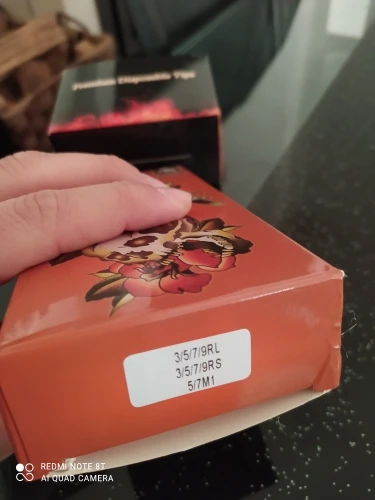 Premium Disposable Tips
3/5/7/9RL
3/5/7/9RS
5/7M1
REDMI NOTE 8T
AI QUAD CAMERA